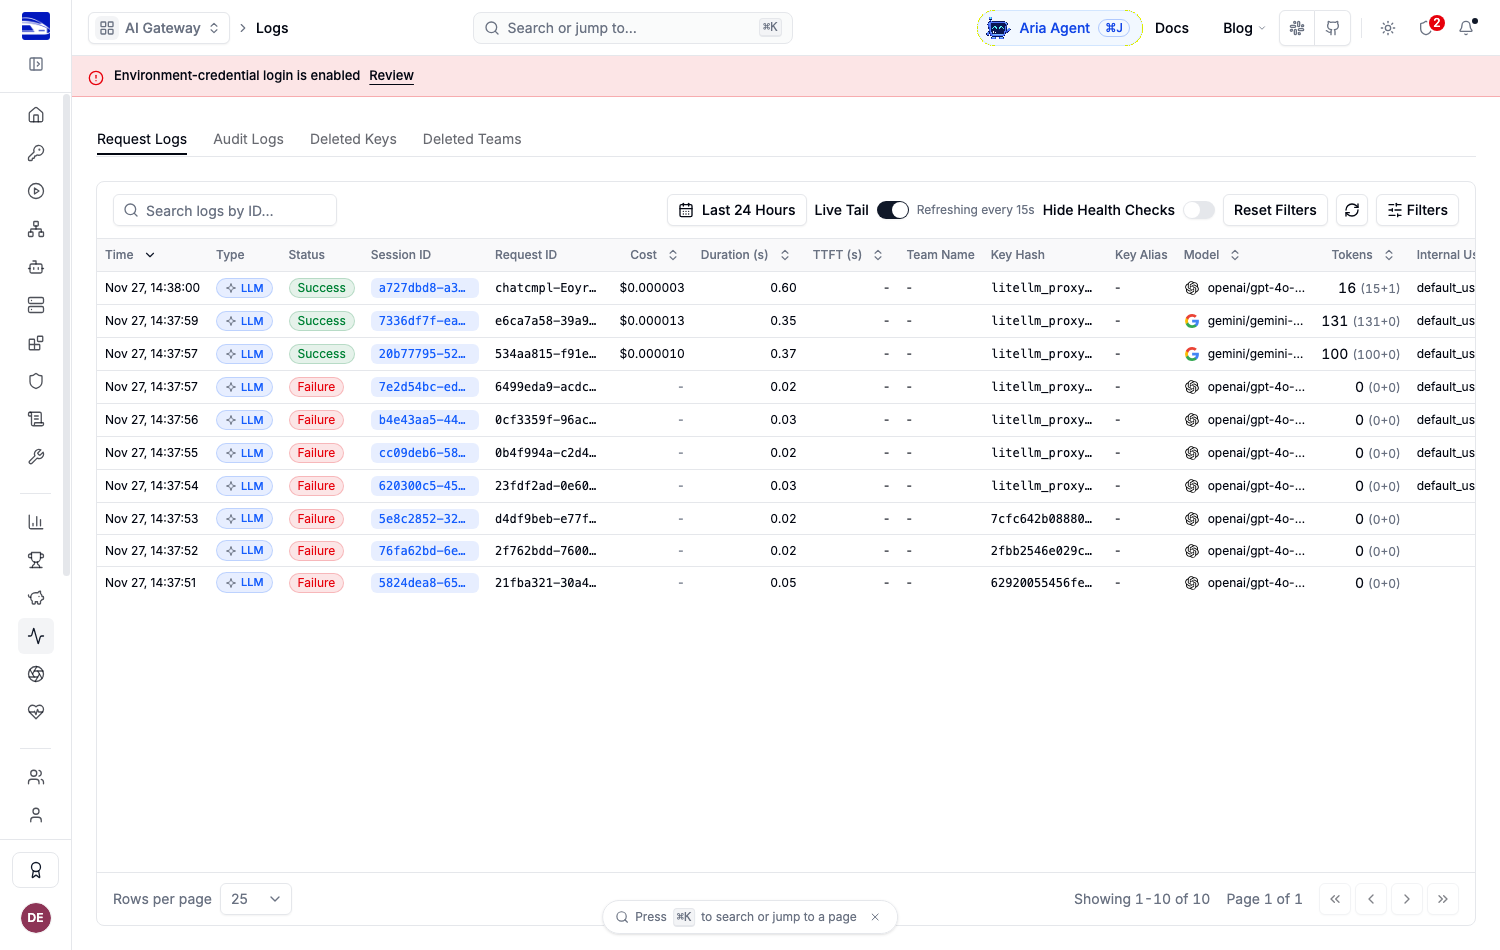 AI Gateway > Logs Search or jump to... ⌘K Aria Agent ⌘J Docs Blog 2
Environment-credential login is enabled Review
Request Logs Audit Logs Deleted Keys Deleted Teams
Search logs by ID... Last 24 Hours Live Tail Refreshing every 15s Hide Health Checks Reset Filters Filters
Time Type Status Session ID Request ID Cost Duration (s) TTFT (s) Team Name Key Hash Key Alias Model Tokens Internal Us
Nov 27, 14:38:00 LLM Success a727dbd8-a3… chatcmpl-Eoyr… $0.000003 0.60 - - litellm_proxy… - openai/gpt-4o-... 16 (15+1) default_us
Nov 27, 14:37:59 LLM Success 7336df7f-ea… e6ca7a58-39a9… $0.000013 0.35 - - litellm_proxy… - gemini/gemini-... 131 (131+0) default_us
Nov 27, 14:37:57 LLM Success 20b77795-52… 534aa815-f91e… $0.000010 0.37 - - litellm_proxy… - gemini/gemini-... 100 (100+0) default_us
Nov 27, 14:37:57 LLM Failure 7e2d54bc-ed… 6499eda9-acdc… - 0.02 - - litellm_proxy… - openai/gpt-4o-... 0 (0+0) default_us
Nov 27, 14:37:56 LLM Failure b4e43aa5-44… 0cf3359f-96ac… - 0.03 - - litellm_proxy… - openai/gpt-4o-... 0 (0+0) default_us
Nov 27, 14:37:55 LLM Failure cc09deb6-58… 0b4f994a-c2d4… - 0.02 - - litellm_proxy… - openai/gpt-4o-... 0 (0+0) default_us
Nov 27, 14:37:54 LLM Failure 620300c5-45… 23fdf2ad-0e60… - 0.03 - - litellm_proxy… - openai/gpt-4o-... 0 (0+0) default_us
Nov 27, 14:37:53 LLM Failure 5e8c2852-32… d4df9beb-e77f… - 0.02 - - 7cfc642b08880… - openai/gpt-4o-... 0 (0+0)
Nov 27, 14:37:52 LLM Failure 76fa62bd-6e… 2f762bdd-7600… - 0.02 - - 2fbb2546e029c… - openai/gpt-4o-... 0 (0+0)
Nov 27, 14:37:51 LLM Failure 5824dea8-65… 21fba321-30a4… - 0.05 - - 62920055456fe… - openai/gpt-4o-... 0 (0+0)
Rows per page 25 Showing 1-10 of 10 Page 1 of 1
Press ⌘K to search or jump to a page ×
DE